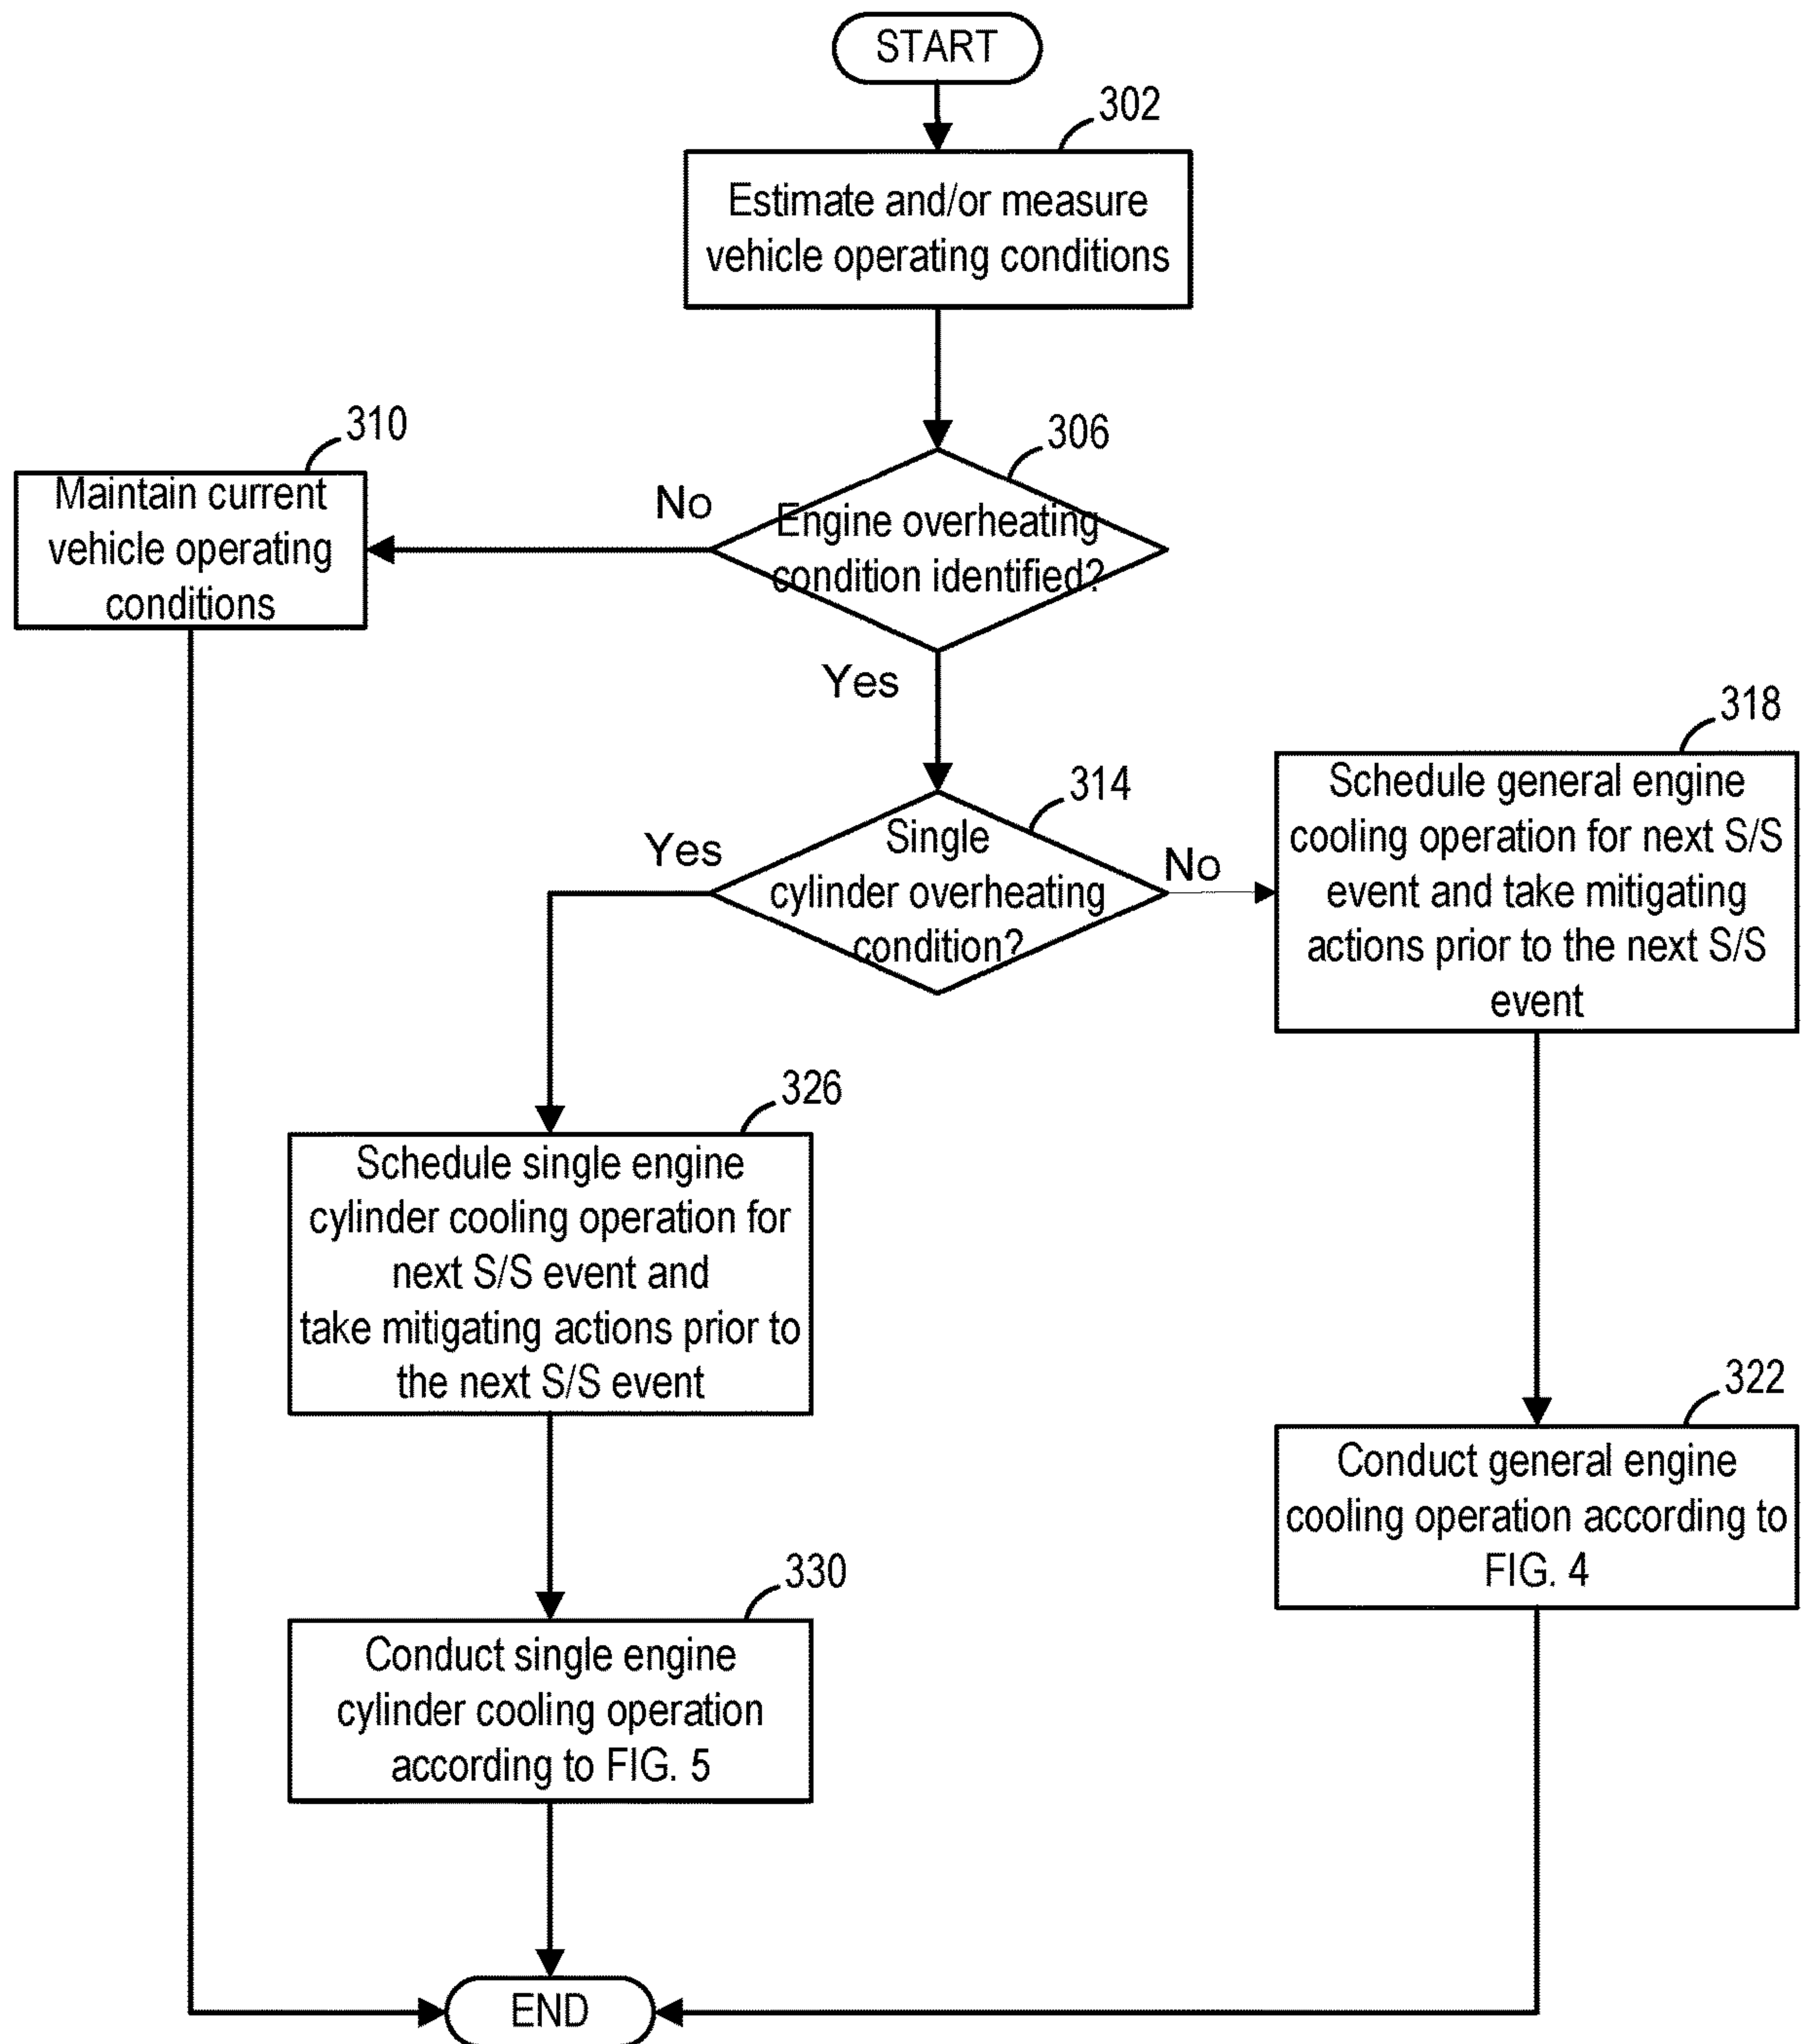 START
302
Estimate and/or measure
vehicle operating conditions
310
Maintain current
vehicle operating
conditions
No
306
Engine overheating
condition identified?
Yes
314
Single
cylinder overheating
condition?
Yes
No
318
Schedule general engine
cooling operation for next S/S
event and take mitigating
actions prior to the next S/S
event
326
Schedule single engine
cylinder cooling operation for
next S/S event and
take mitigating actions prior to
the next S/S event
322
Conduct general engine
cooling operation according to
FIG. 4
330
Conduct single engine
cylinder cooling operation
according to FIG. 5
END